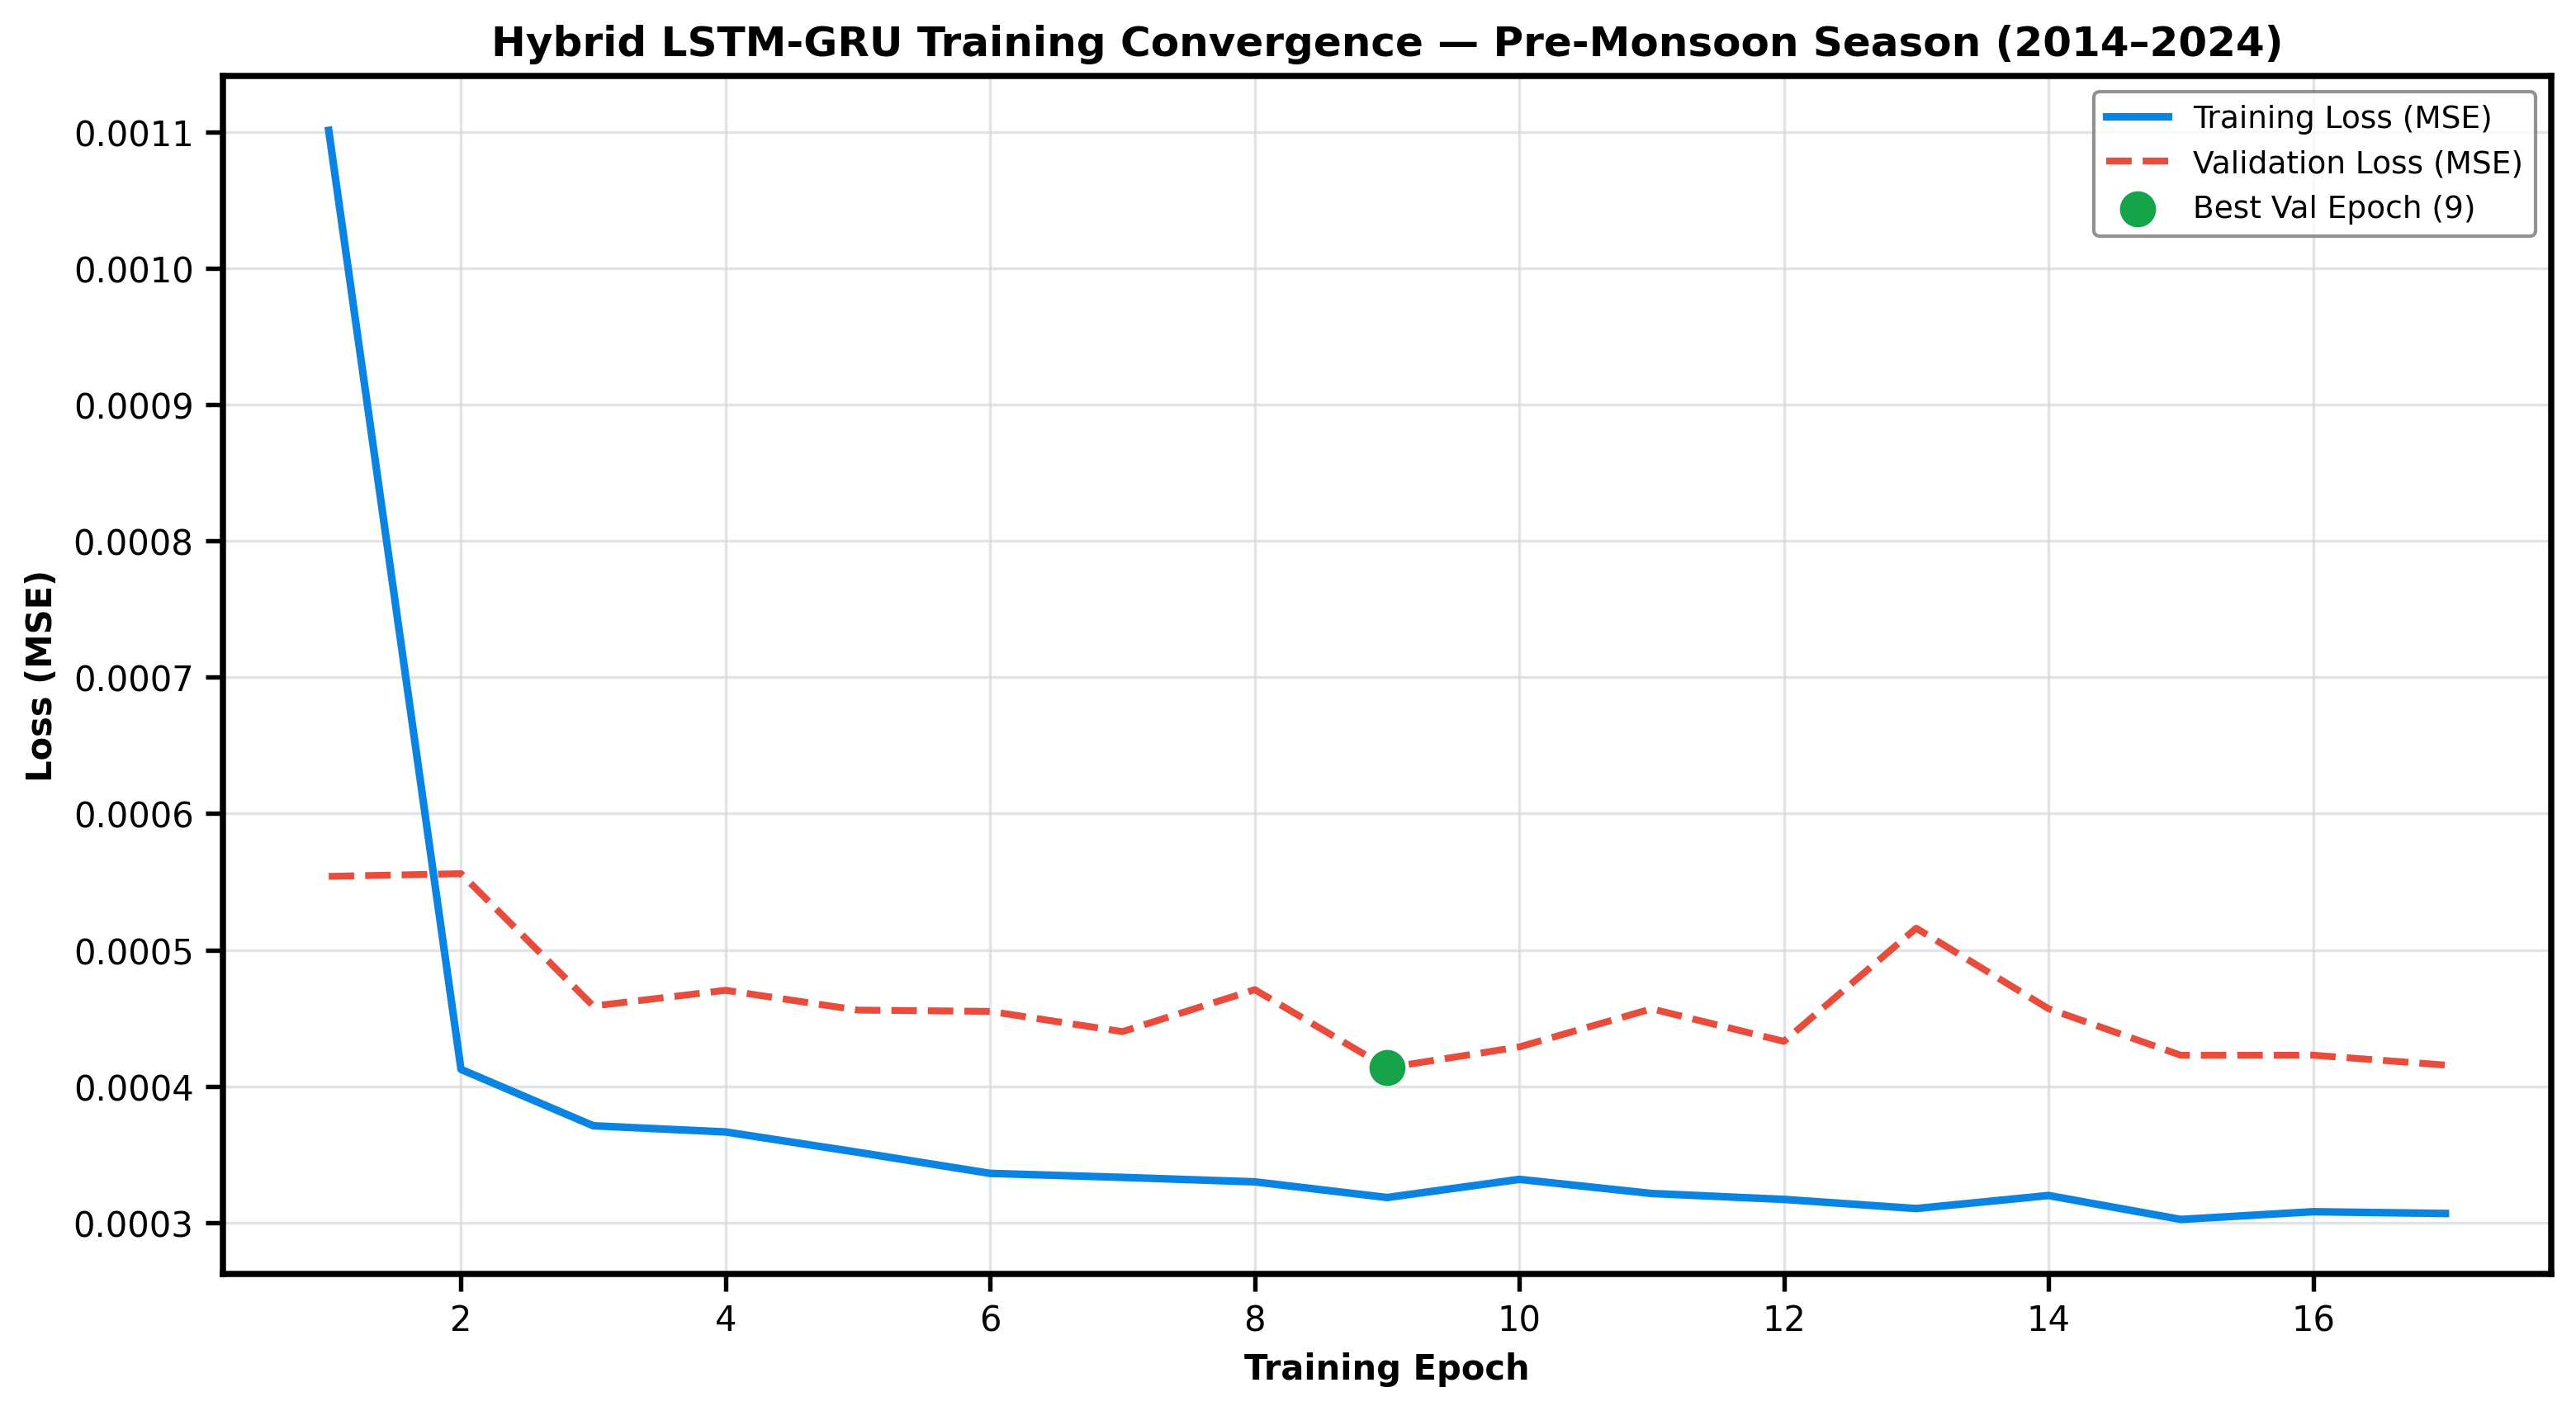 Hybrid LSTM-GRU Training Convergence — Pre-Monsoon Season (2014–2024)
Training Loss (MSE)
Validation Loss (MSE)
Best Val Epoch (9)
Loss (MSE)
0.0011
0.0010
0.0009
0.0008
0.0007
0.0006
0.0005
0.0004
0.0003
2 4 6 8 10 12 14 16
Training Epoch